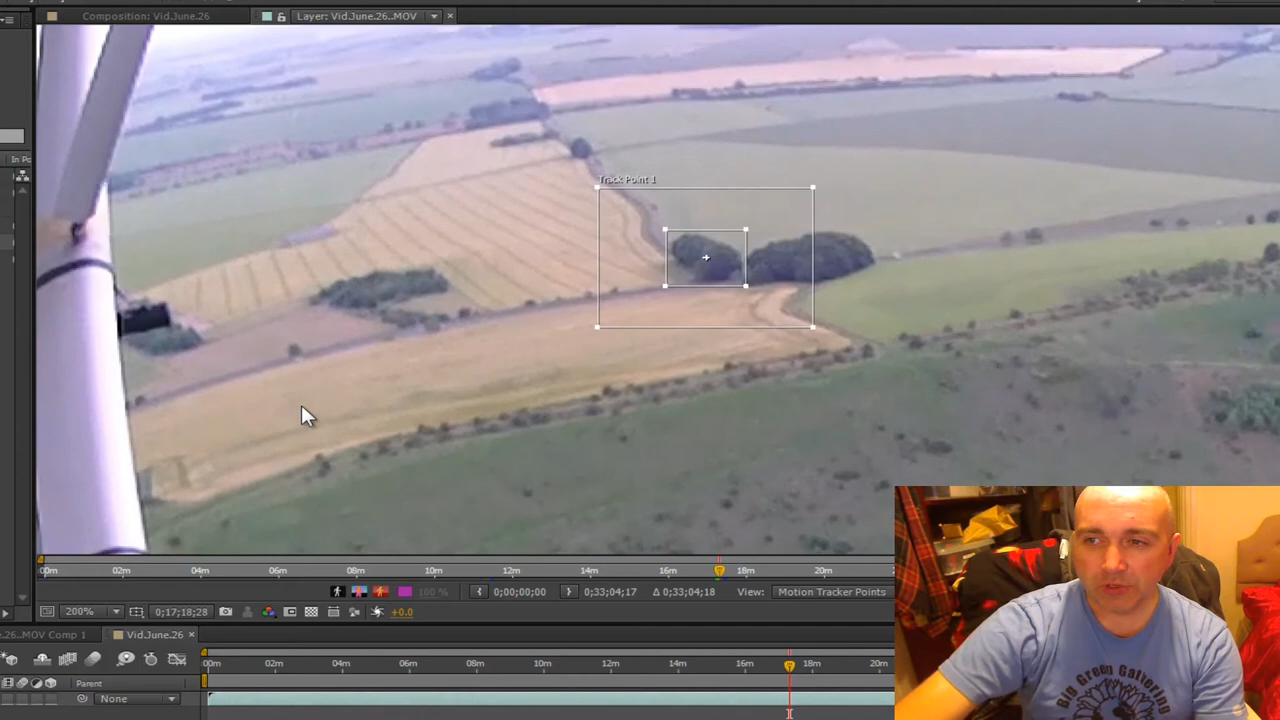 Composition: Vid.June.26
Layer: Vid.June.26..MOV
In Po
Track Point 1
00m 02m 04m 06m 08m 10m 12m 14m 16m 18m 20m
100 %
0;00;00;00
0;33;04;17
Δ 0;33;04;18
View: Motion Tracker Points
200%
0;17;18;28
+0.0
e.26..MOV Comp 1
Vid.June.26
00m 02m 04m 06m 08m 10m 12m 14m 16m 18m 20m
Parent
None
Big Green Gathering